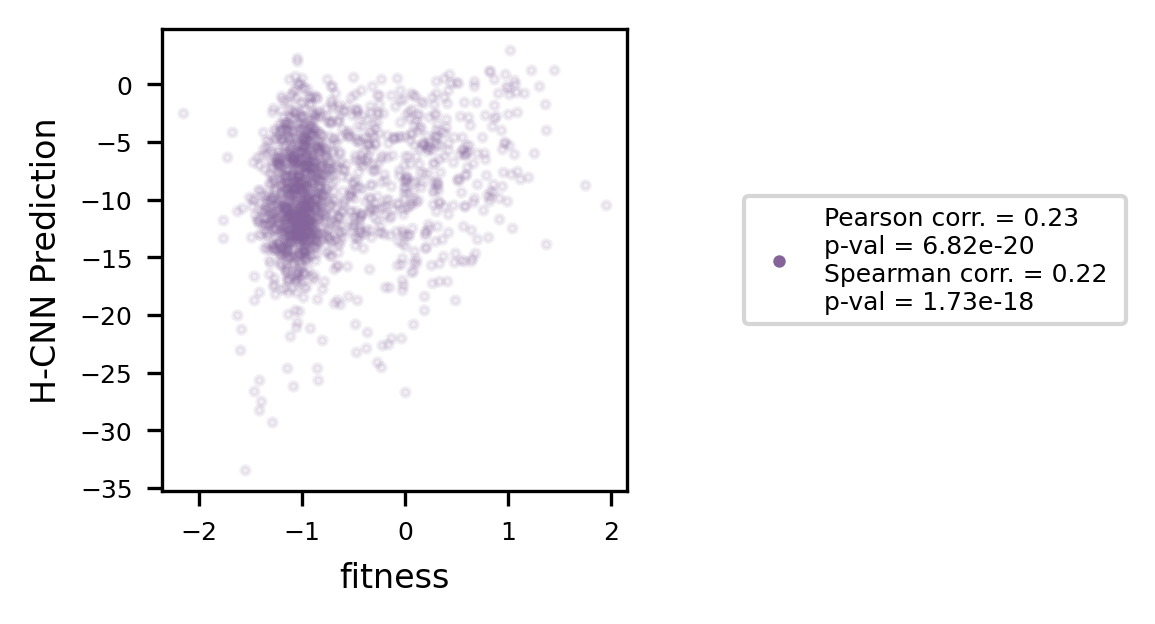 0
−5
−10
−15
−20
−25
−30
−35
H-CNN Prediction
−2
−1
0
1
2
fitness
Pearson corr. = 0.23
p-val = 6.82e-20
Spearman corr. = 0.22
p-val = 1.73e-18